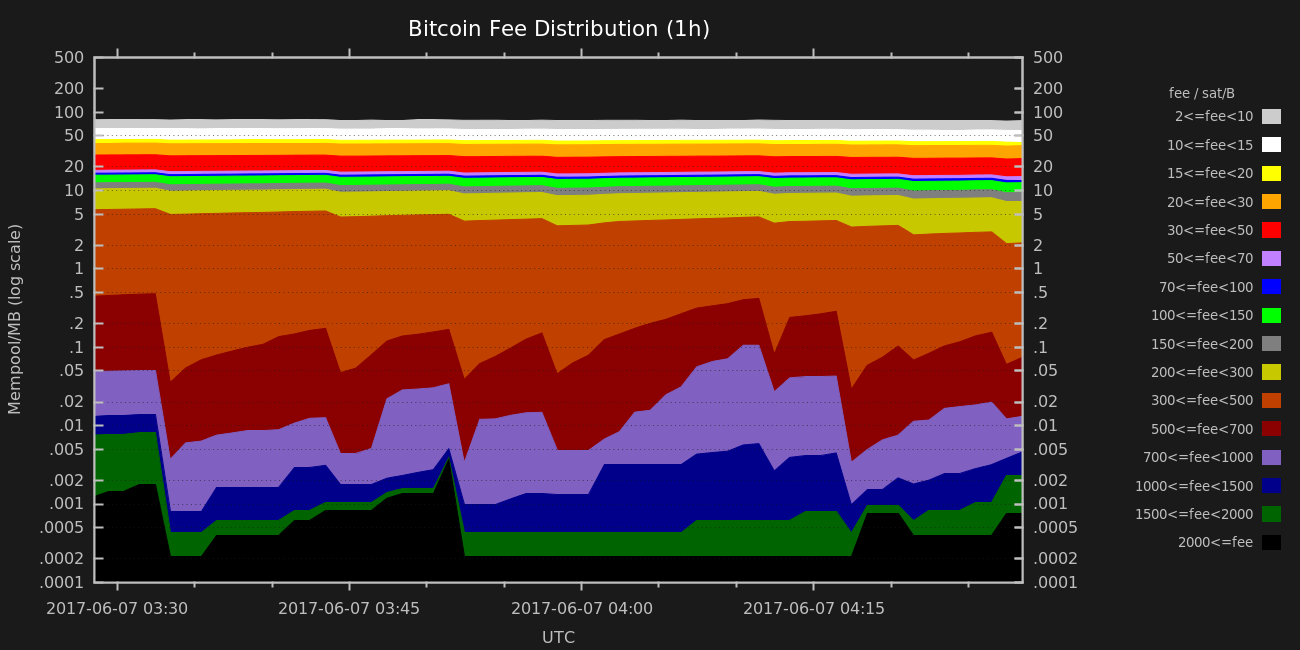 Bitcoin Fee Distribution (1h)
Mempool/MB (log scale)
500
200
100
50
20
10
5
2
1
.5
.2
.1
.05
.02
.01
.005
.002
.001
.0005
.0002
.0001
500
200
100
50
20
10
5
2
1
.5
.2
.1
.05
.02
.01
.005
.002
.001
.0005
.0002
.0001
2017-06-07 03:30
2017-06-07 03:45
2017-06-07 04:00
2017-06-07 04:15
UTC
fee / sat/B
2<=fee<10
10<=fee<15
15<=fee<20
20<=fee<30
30<=fee<50
50<=fee<70
70<=fee<100
100<=fee<150
150<=fee<200
200<=fee<300
300<=fee<500
500<=fee<700
700<=fee<1000
1000<=fee<1500
1500<=fee<2000
2000<=fee